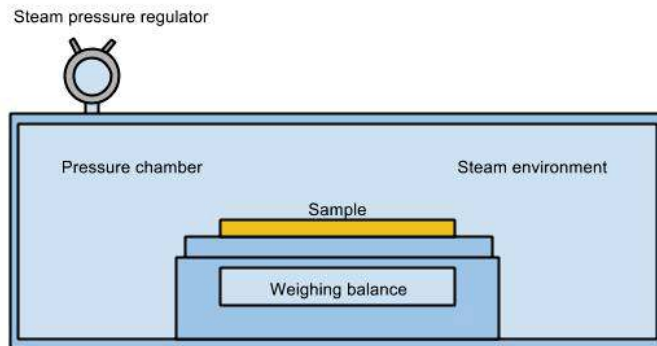 Steam pressure regulator
Pressure chamber
Steam environment
Sample
Weighing balance